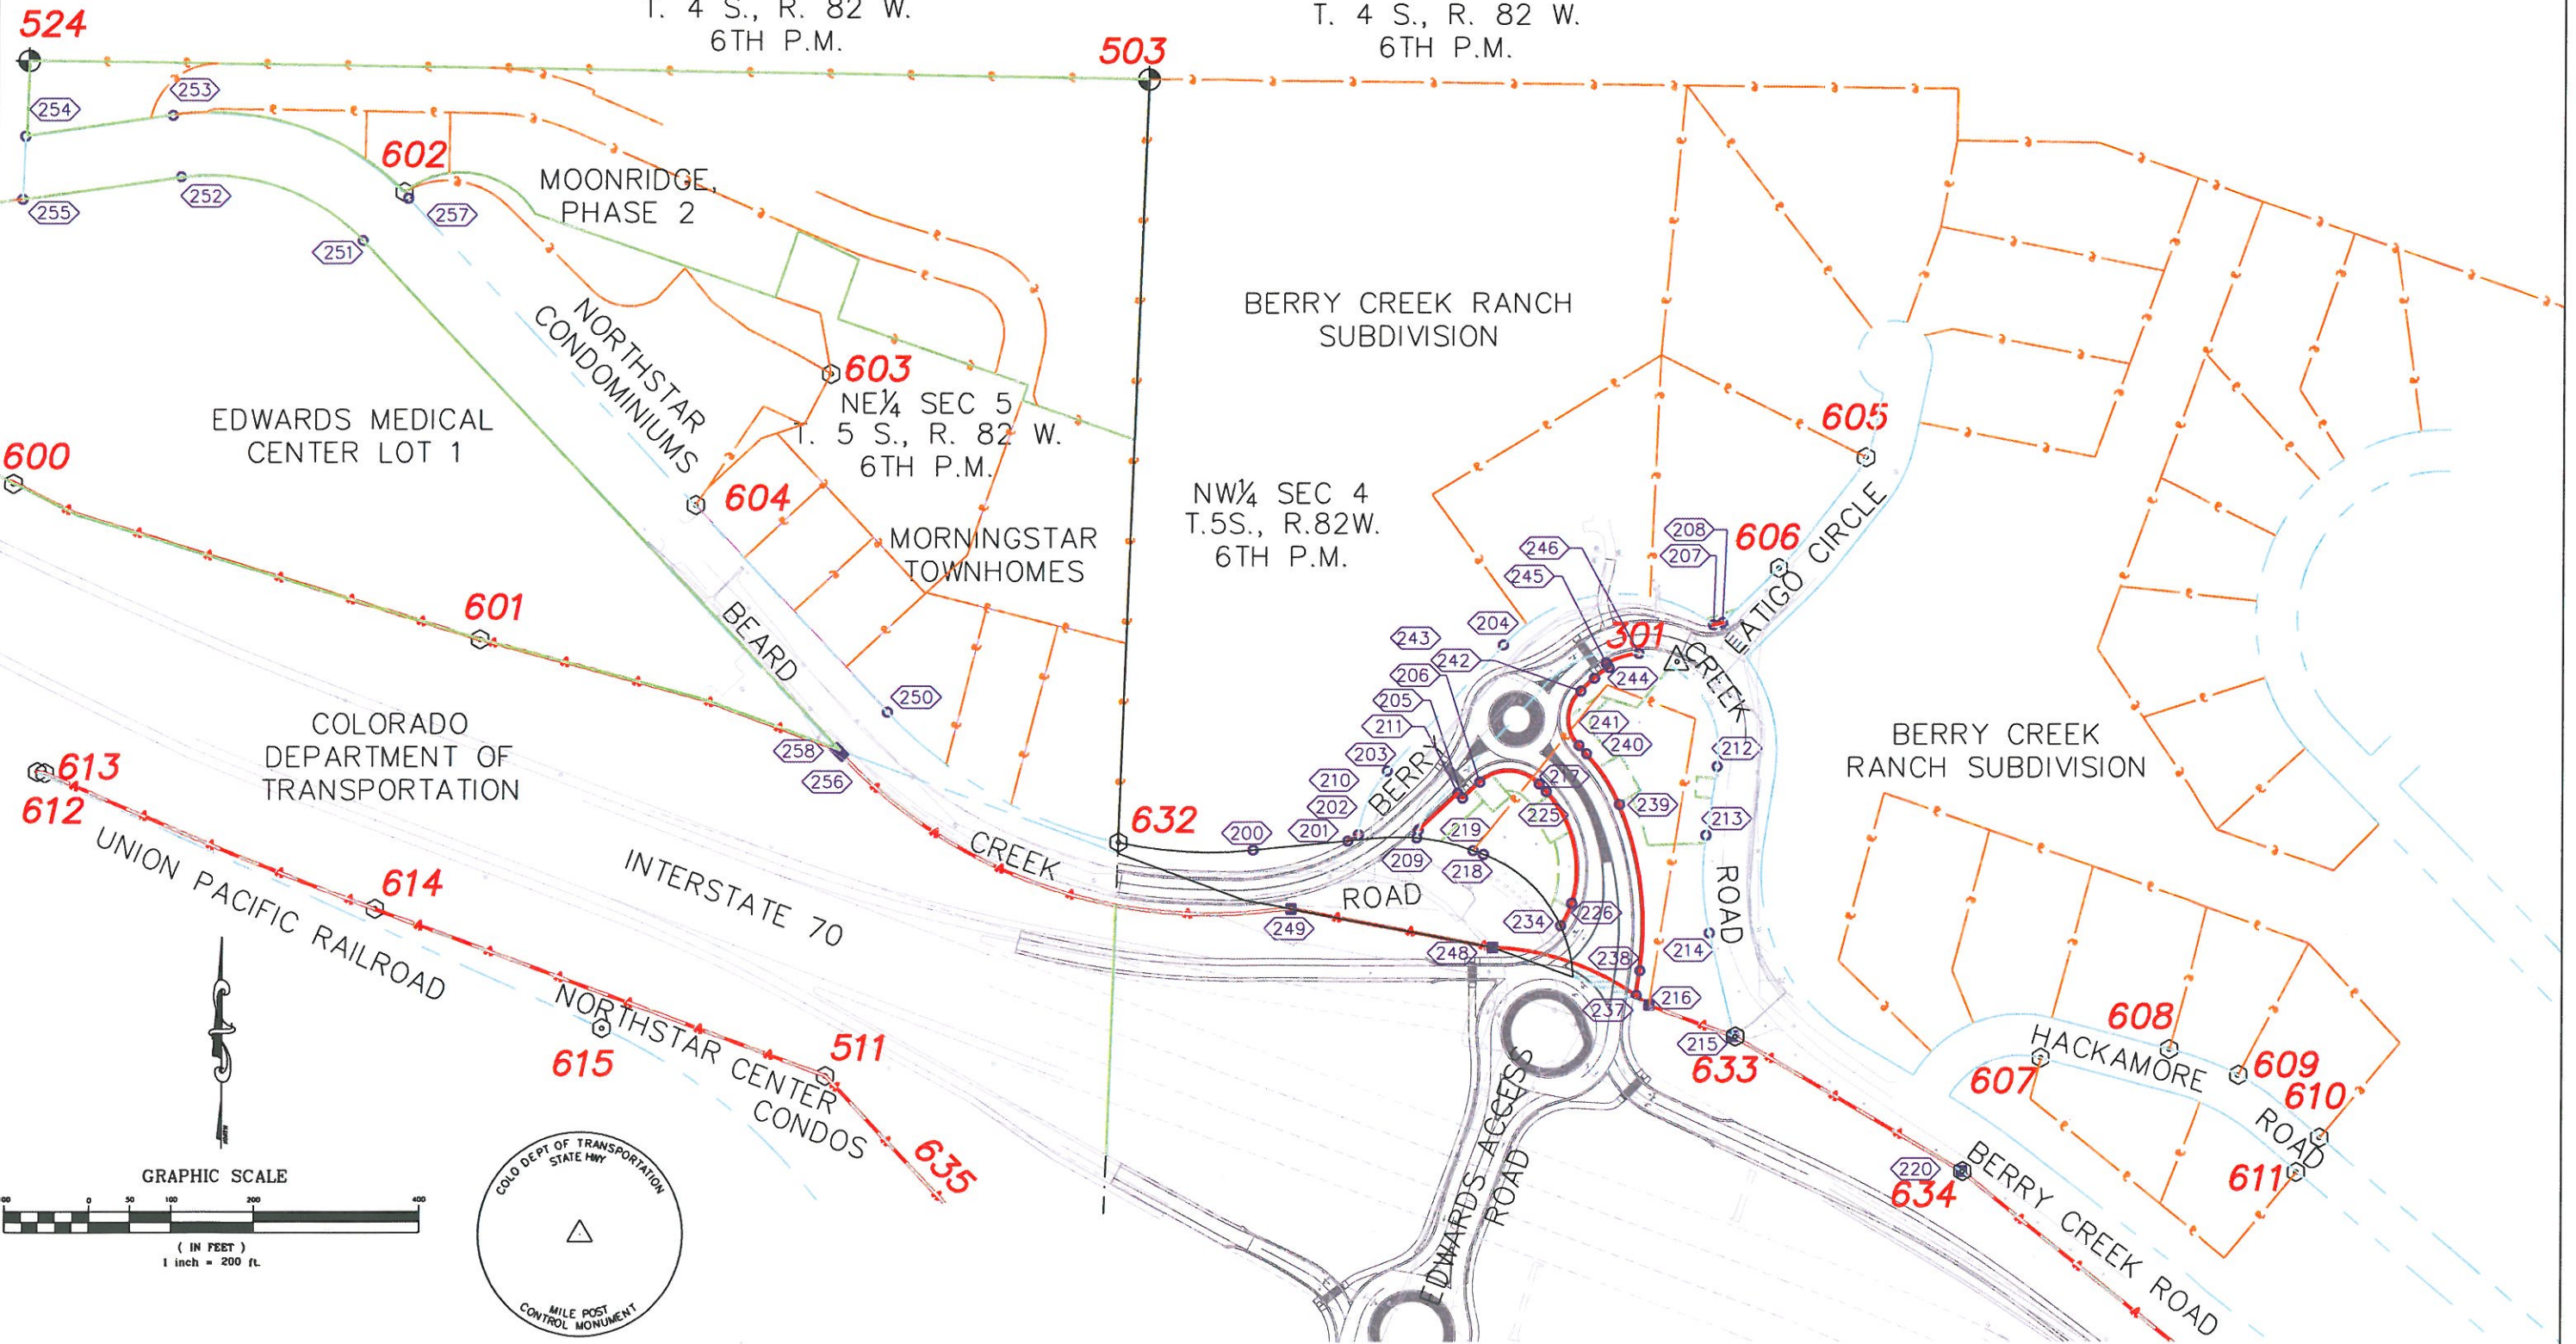 T. 4 S., R. 82 W.
6TH P.M.
T. 4 S., R. 82 W.
6TH P.M.
524
503
253
254
602
MOONRIDGE,
PHASE 2
252
255
257
251
NORTHSTAR
CONDOMINIUMS
BERRY CREEK RANCH
SUBDIVISION
603
NE¼ SEC 5
T. 5 S., R. 82 W.
6TH P.M.
EDWARDS MEDICAL
CENTER LOT 1
605
600
604
NW¼ SEC 4
T.5S., R.82W.
6TH P.M.
MORNINGSTAR
TOWNHOMES
208
606
246
207
245
EATIGO CIRCLE
601
BEARD
204
301
243
242
CREEK
206
244
205
250
211
241
COLORADO
DEPARTMENT OF
TRANSPORTATION
258
203
240
212
BERRY CREEK
RANCH SUBDIVISION
256
210
BERRY
217
613
202
239
612
632
201
200
219
225
213
UNION PACIFIC RAILROAD
CREEK
209
218
614
INTERSTATE 70
ROAD
ROAD
249
234
226
248
238
214
NORTHSTAR CENTER
CONDOS
237
216
608
215
HACKAMORE
511
633
609
615
607
610
ROAD
EDWARDS ACCESS
ROAD
635
220
634
611
BERRY CREEK ROAD
NORTH
GRAPHIC SCALE
00 0 50 100 200 400
( IN FEET )
1 inch = 200 ft.
COLO DEPT OF TRANSPORTATION
STATE HWY
MILE POST
CONTROL MONUMENT